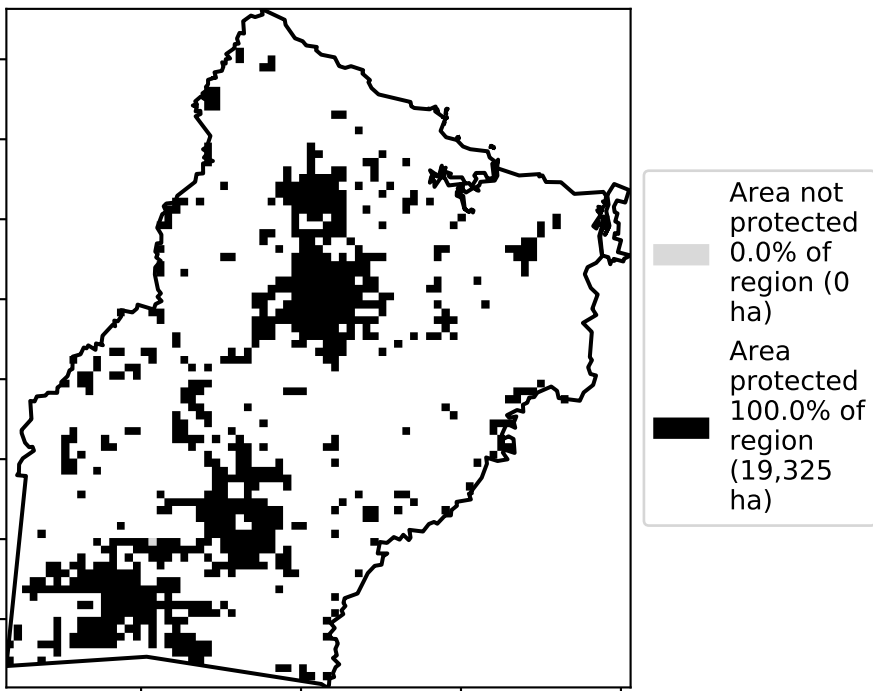 Area not
protected
0.0% of
region (0
ha)
Area
protected
100.0% of
region
(19,325
ha)